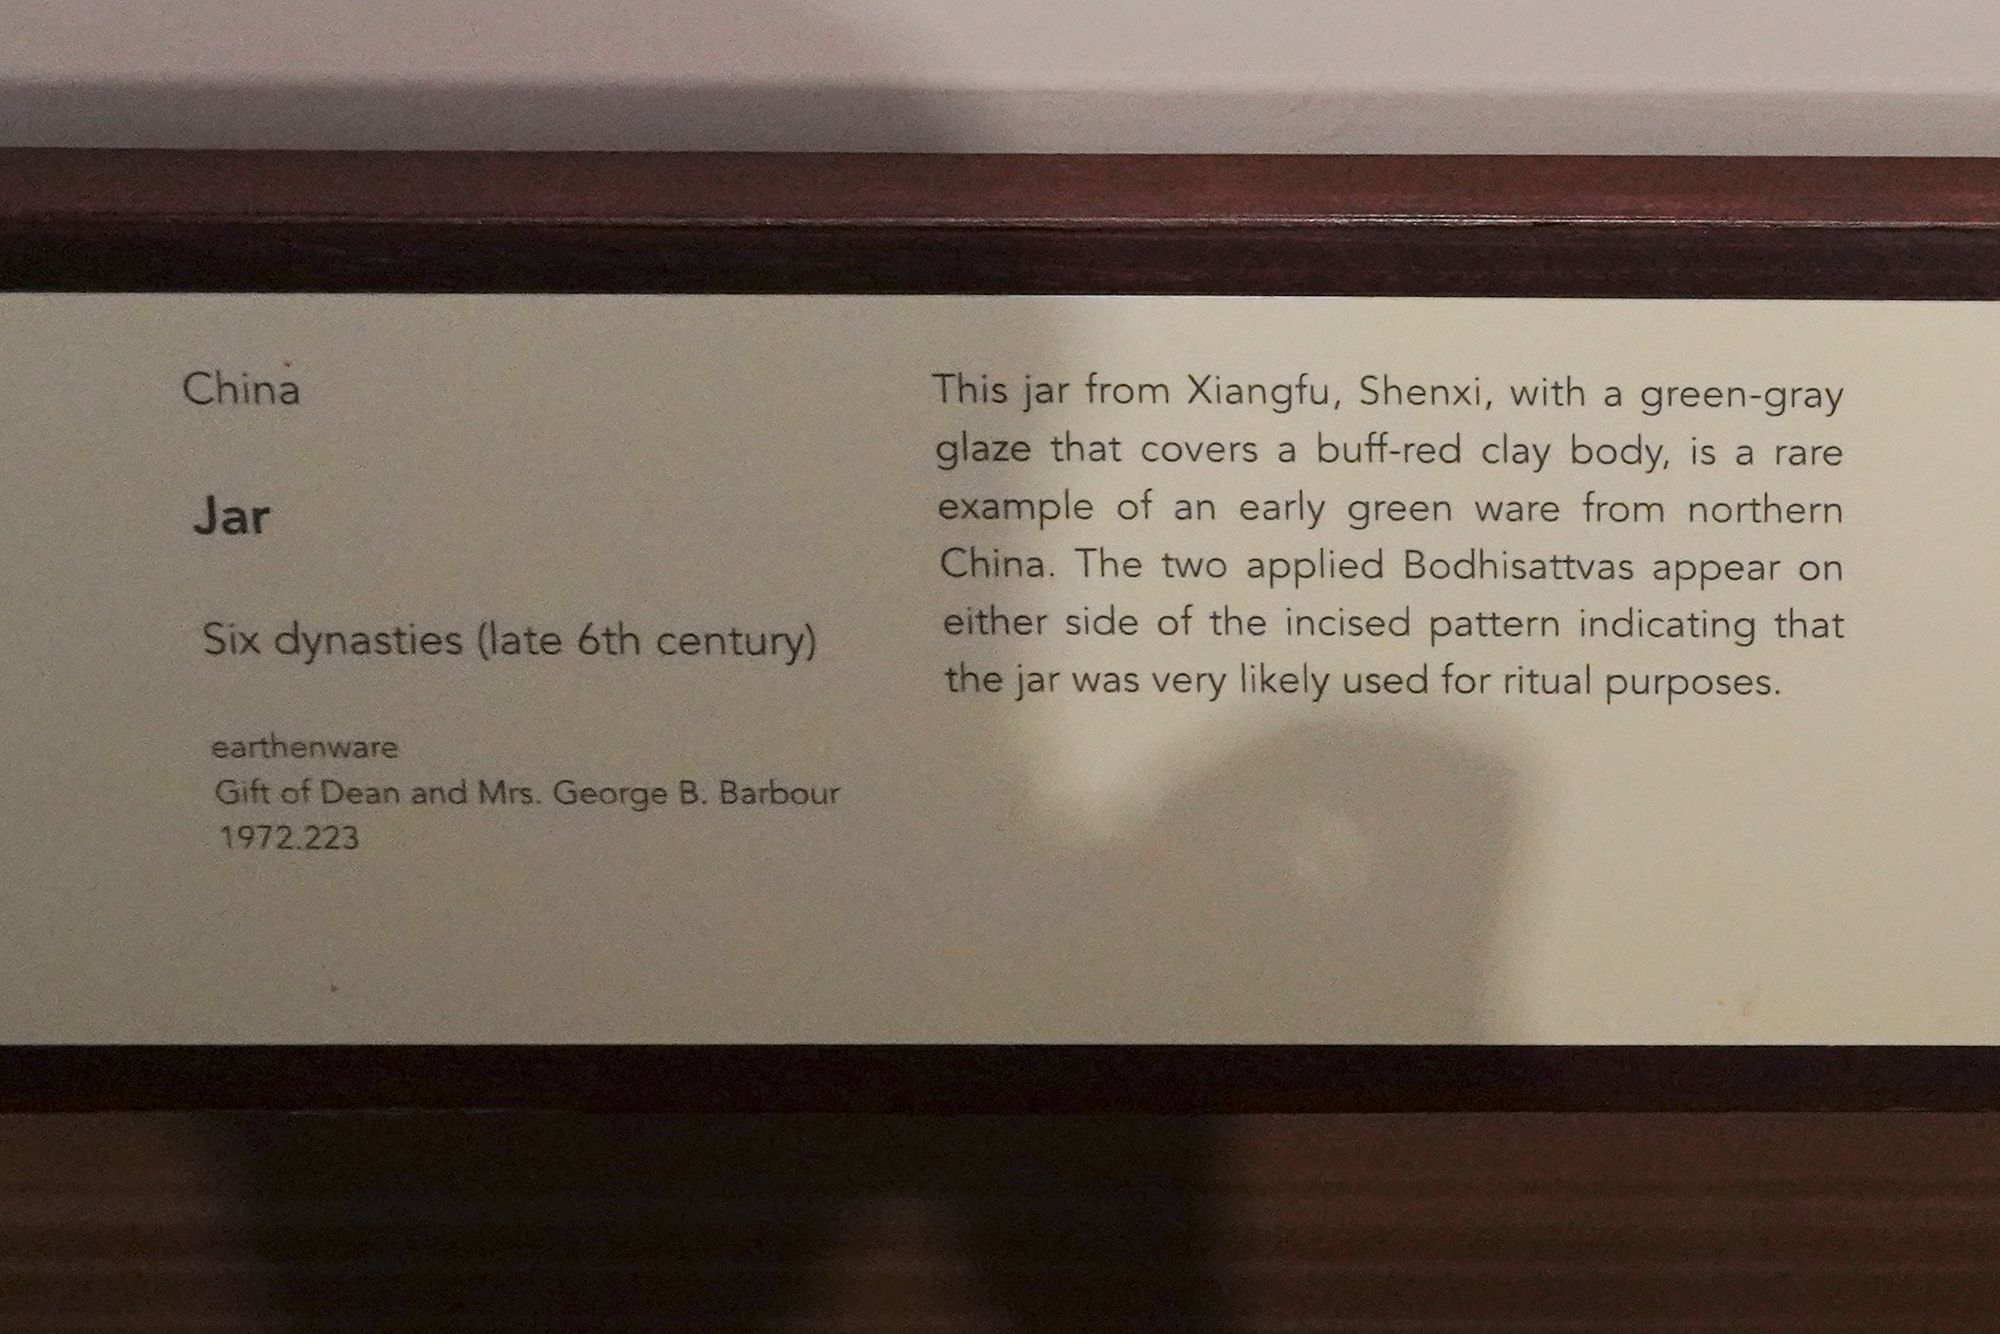 China
Jar
Six dynasties (late 6th century)
earthenware
Gift of Dean and Mrs. George B. Barbour
1972.223
This jar from Xiangfu, Shenxi, with a green-gray
glaze that covers a buff-red clay body, is a rare
example of an early green ware from northern
China. The two applied Bodhisattvas appear on
either side of the incised pattern indicating that
the jar was very likely used for ritual purposes.